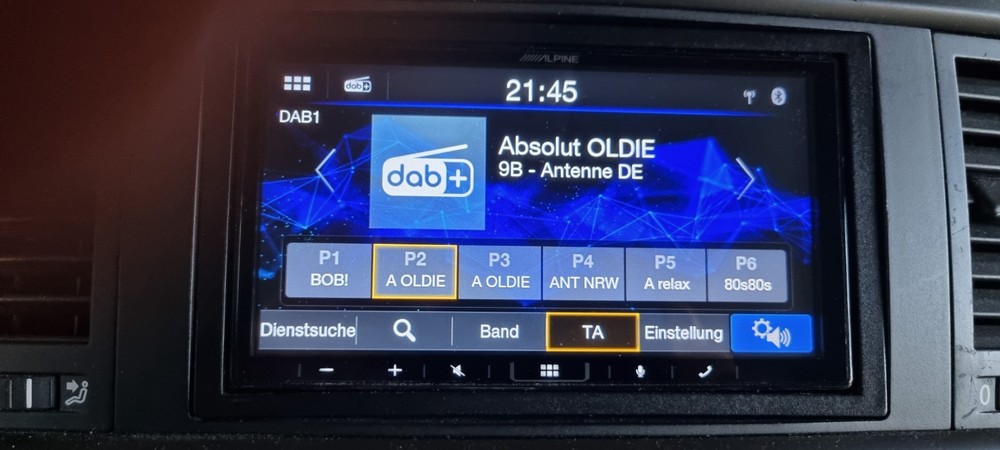 ALPINE
dab+
21:45
DAB1
dab+
Absolut OLDIE
9B - Antenne DE
P1
BOB!
P2
A OLDIE
P3
A OLDIE
P4
ANT NRW
P5
A relax
P6
80s80s
Dienstsuche
Band
TA
Einstellung
0